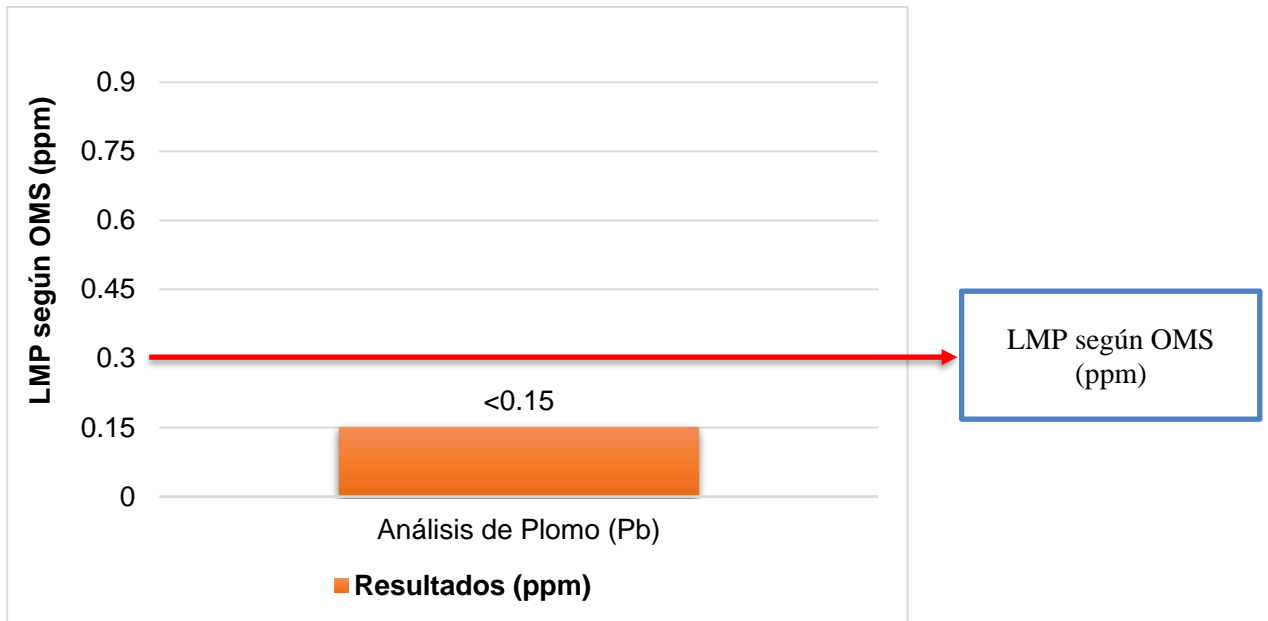 LMP según OMS (ppm)
0.9
0.75
0.6
0.45
0.3
0.15
0
<0.15
Análisis de Plomo (Pb)
Resultados (ppm)
LMP según OMS
(ppm)